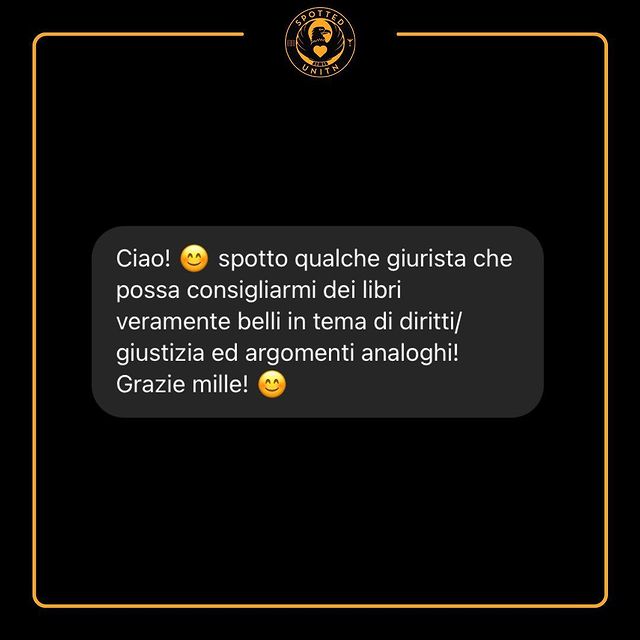 SPOTTED
UNITN
Ciao! 😊 spotto qualche giurista che
possa consigliarmi dei libri
veramente belli in tema di diritti/
giustizia ed argomenti analoghi!
Grazie mille! 😊